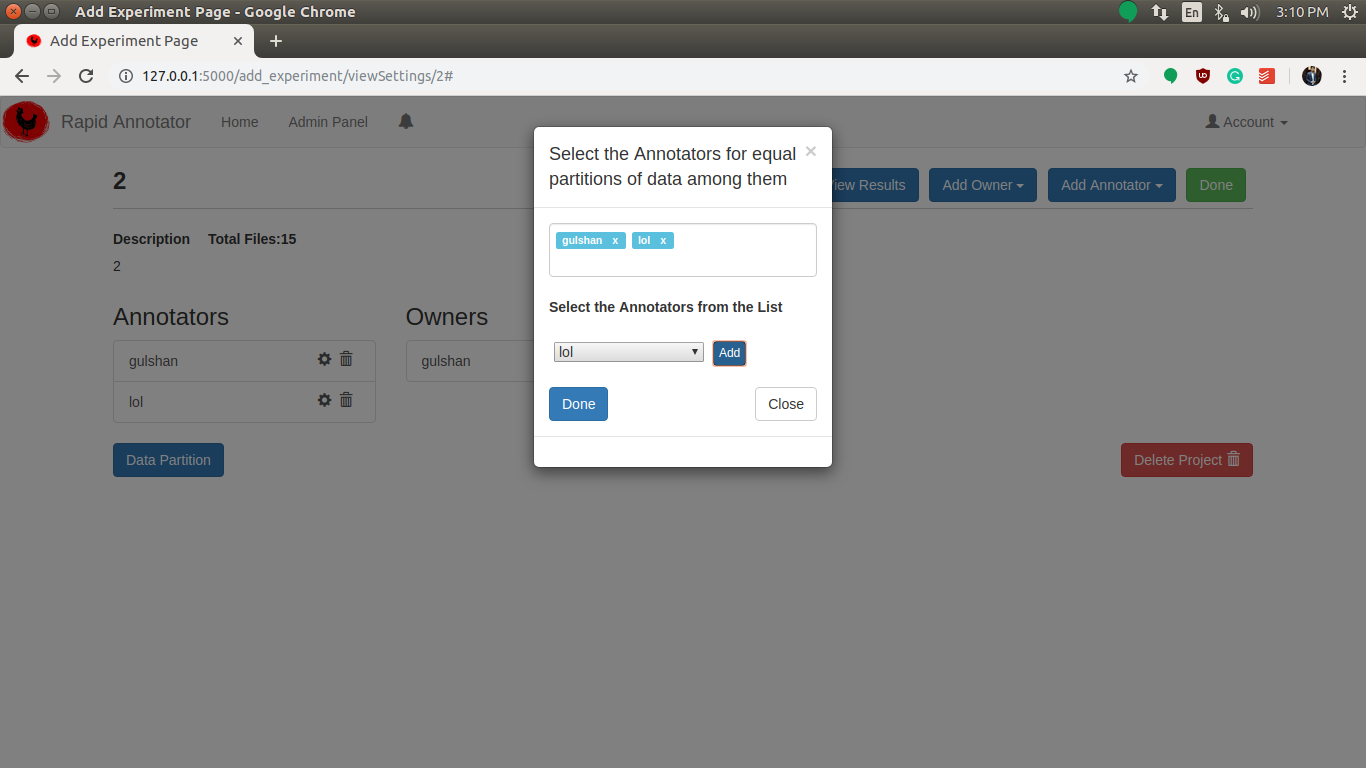 Add Experiment Page - Google Chrome
En
3:10 PM
Add Experiment Page
127.0.0.1:5000/add_experiment/viewSettings/2#
Rapid Annotator
Home
Admin Panel
Account
2
View Results
Add Owner
Add Annotator
Done
Description
Total Files:15
2
Annotators
Owners
gulshan
gulshan
lol
Data Partition
Delete Project
Select the Annotators for equal
partitions of data among them
×
gulshan x
lol x
Select the Annotators from the List
lol
Add
Done
Close